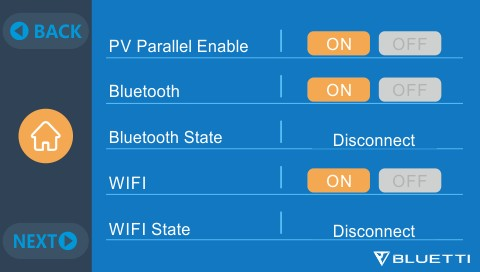 BACK
PV Parallel Enable ON OFF
Bluetooth ON OFF
Bluetooth State Disconnect
WIFI ON OFF
WIFI State Disconnect
NEXT
BLUETTI